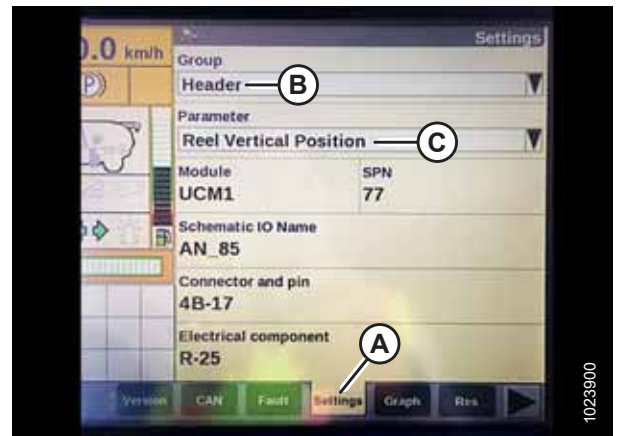 .0 km/h
Settings
(P)
Group
Header
B
Parameter
Reel Vertical Position
C
Module
SPN
UCM1
77
Schematic IO Name
AN_85
Connector and pin
4B-17
Electrical component
R-25
A
Version
CAN
Fault
Settings
Graph
Res
1023900